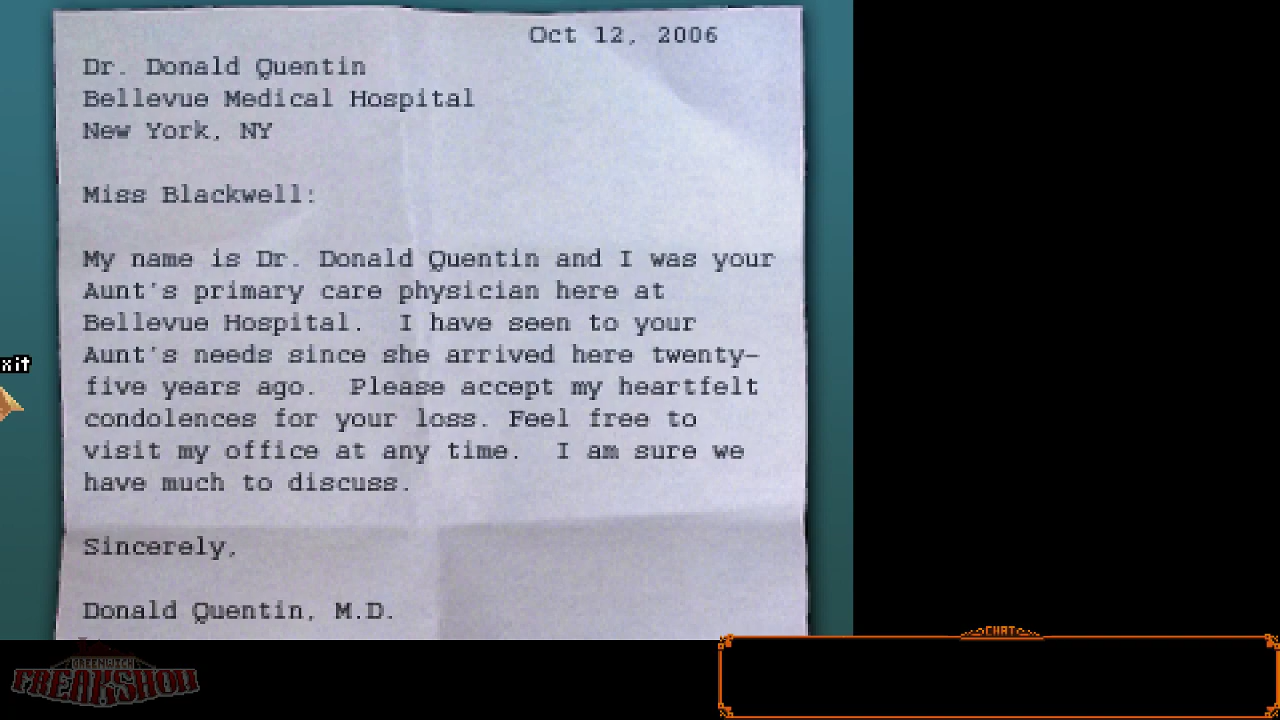 Oct 12, 2006
Dr. Donald Quentin
Bellevue Medical Hospital
New York, NY
Miss Blackwell:
My name is Dr. Donald Quentin and I was your
Aunt's primary care physician here at
Bellevue Hospital. I have seen to your
Aunt's needs since she arrived here twenty-
five years ago. Please accept my heartfelt
condolences for your loss. Feel free to
visit my office at any time. I am sure we
have much to discuss.
Sincerely,
Donald Quentin, M.D.
xit
CHAT
GREENWICH
FREAKSHOW